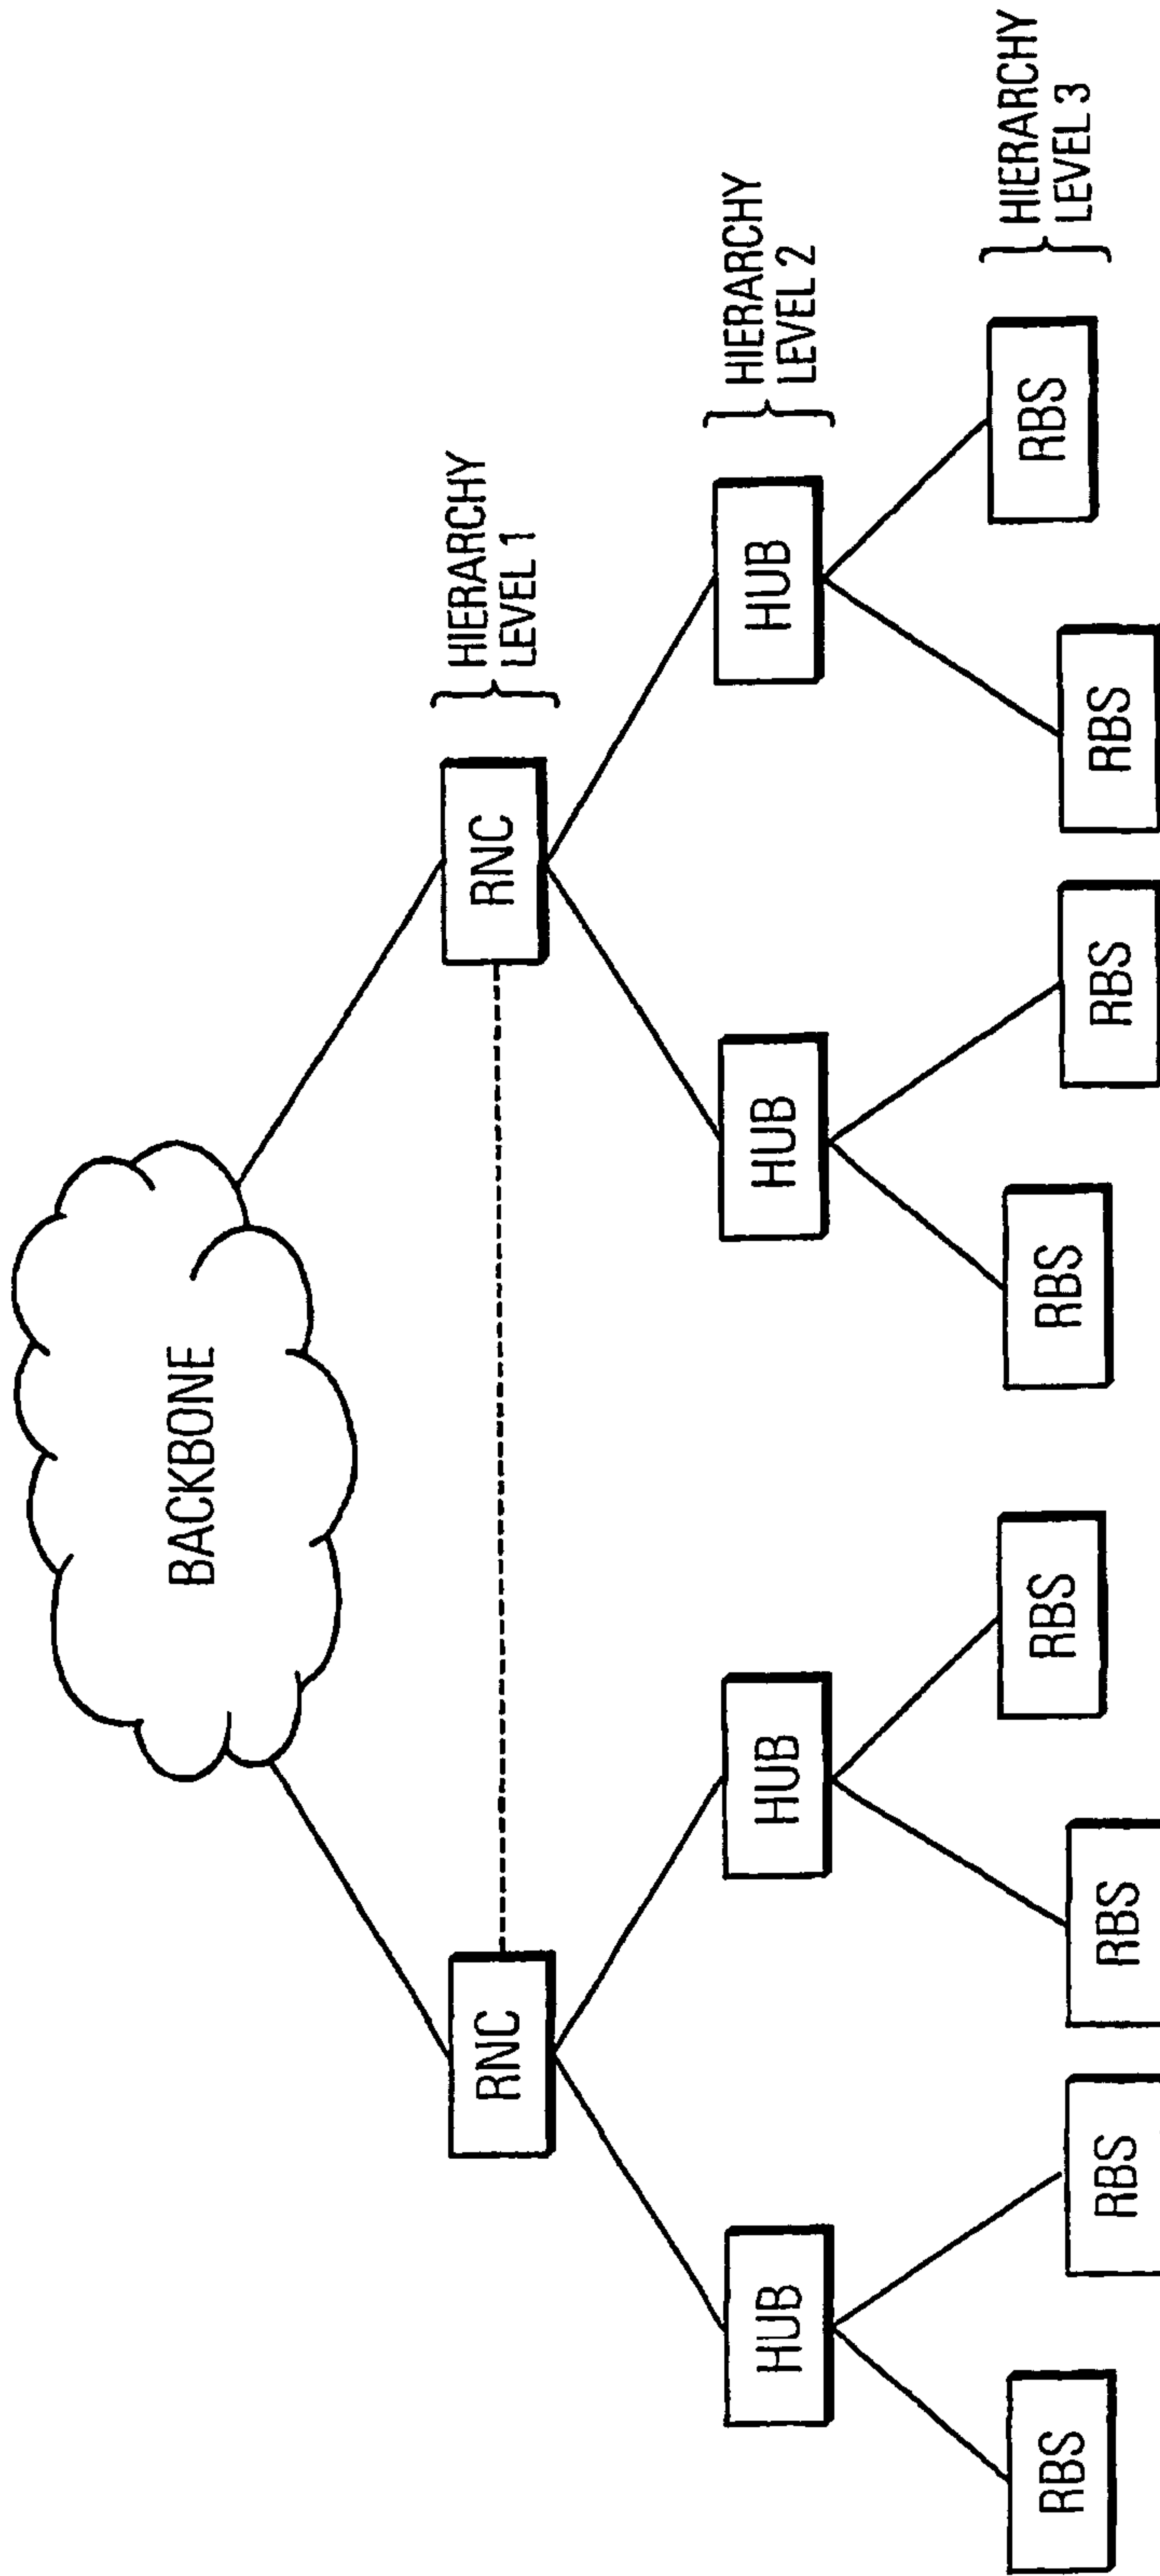 BACKBONE
RNC
RNC
HIERARCHY
LEVEL 1
HUB
HUB
HUB
HUB
HIERARCHY
LEVEL 2
RBS
RBS
RBS
RBS
RBS
RBS
RBS
RBS
HIERARCHY
LEVEL 3